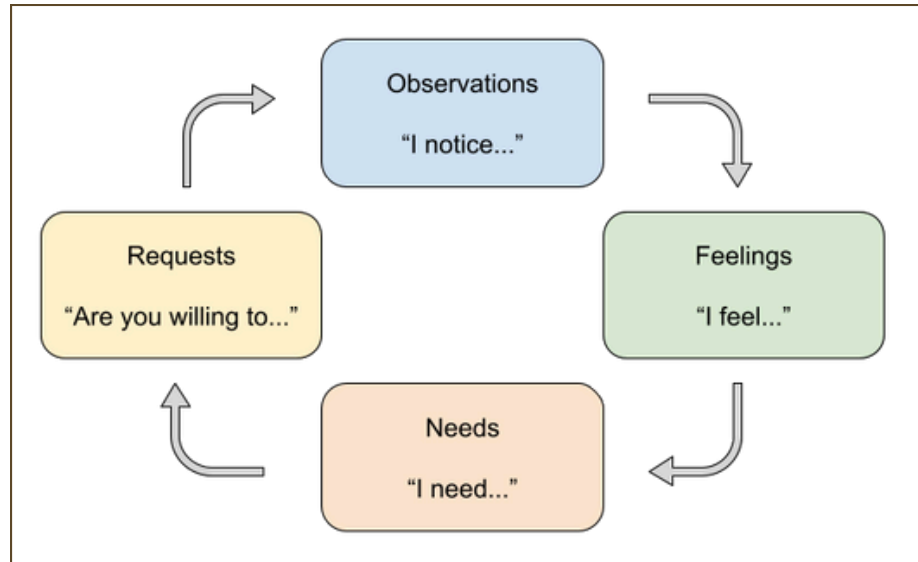 Observations
“I notice...”
Feelings
“I feel...”
Needs
“I need...”
Requests
“Are you willing to...”